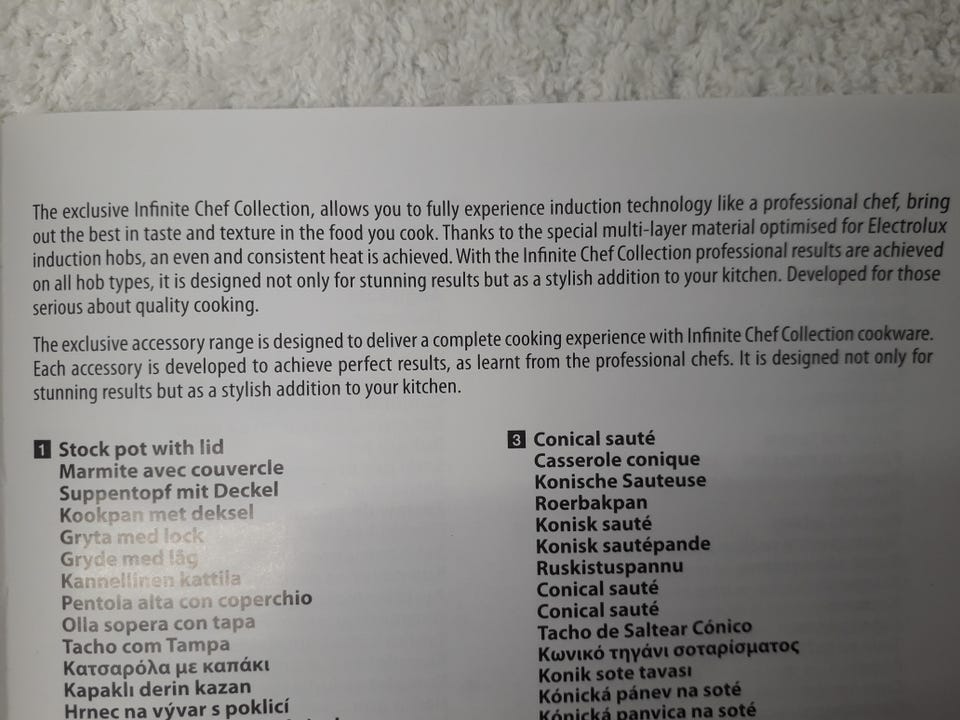 The exclusive Infinite Chef Collection, allows you to fully experience induction technology like a professional chef, bring
out the best in taste and texture in the food you cook. Thanks to the special multi-layer material optimised for Electrolux
induction hobs, an even and consistent heat is achieved. With the Infinite Chef Collection professional results are achieved
on all hob types, it is designed not only for stunning results but as a stylish addition to your kitchen. Developed for those
serious about quality cooking.
The exclusive accessory range is designed to deliver a complete cooking experience with Infinite Chef Collection cookware.
Each accessory is developed to achieve perfect results, as learnt from the professional chefs. It is designed not only for
stunning results but as a stylish addition to your kitchen.
1 Stock pot with lid
Marmite avec couvercle
Suppentopf mit Deckel
Kookpan met deksel
Gryta med lock
Gryde med låg
Kannellinen kattila
Pentola alta con coperchio
Olla sopera con tapa
Tacho com Tampa
Κατσαρόλα με καπάκι
Kapaklı derin kazan
Hrnec na vývar s poklicí
3 Conical sauté
Casserole conique
Konische Sauteuse
Roerbakpan
Konisk sauté
Konisk sautépande
Ruskistuspannu
Conical sauté
Conical sauté
Tacho de Saltear Cónico
Κωνικό τηγάνι σοταρίσματος
Konik sote tavası
Kónická pánev na soté
Kónická panvica na soté